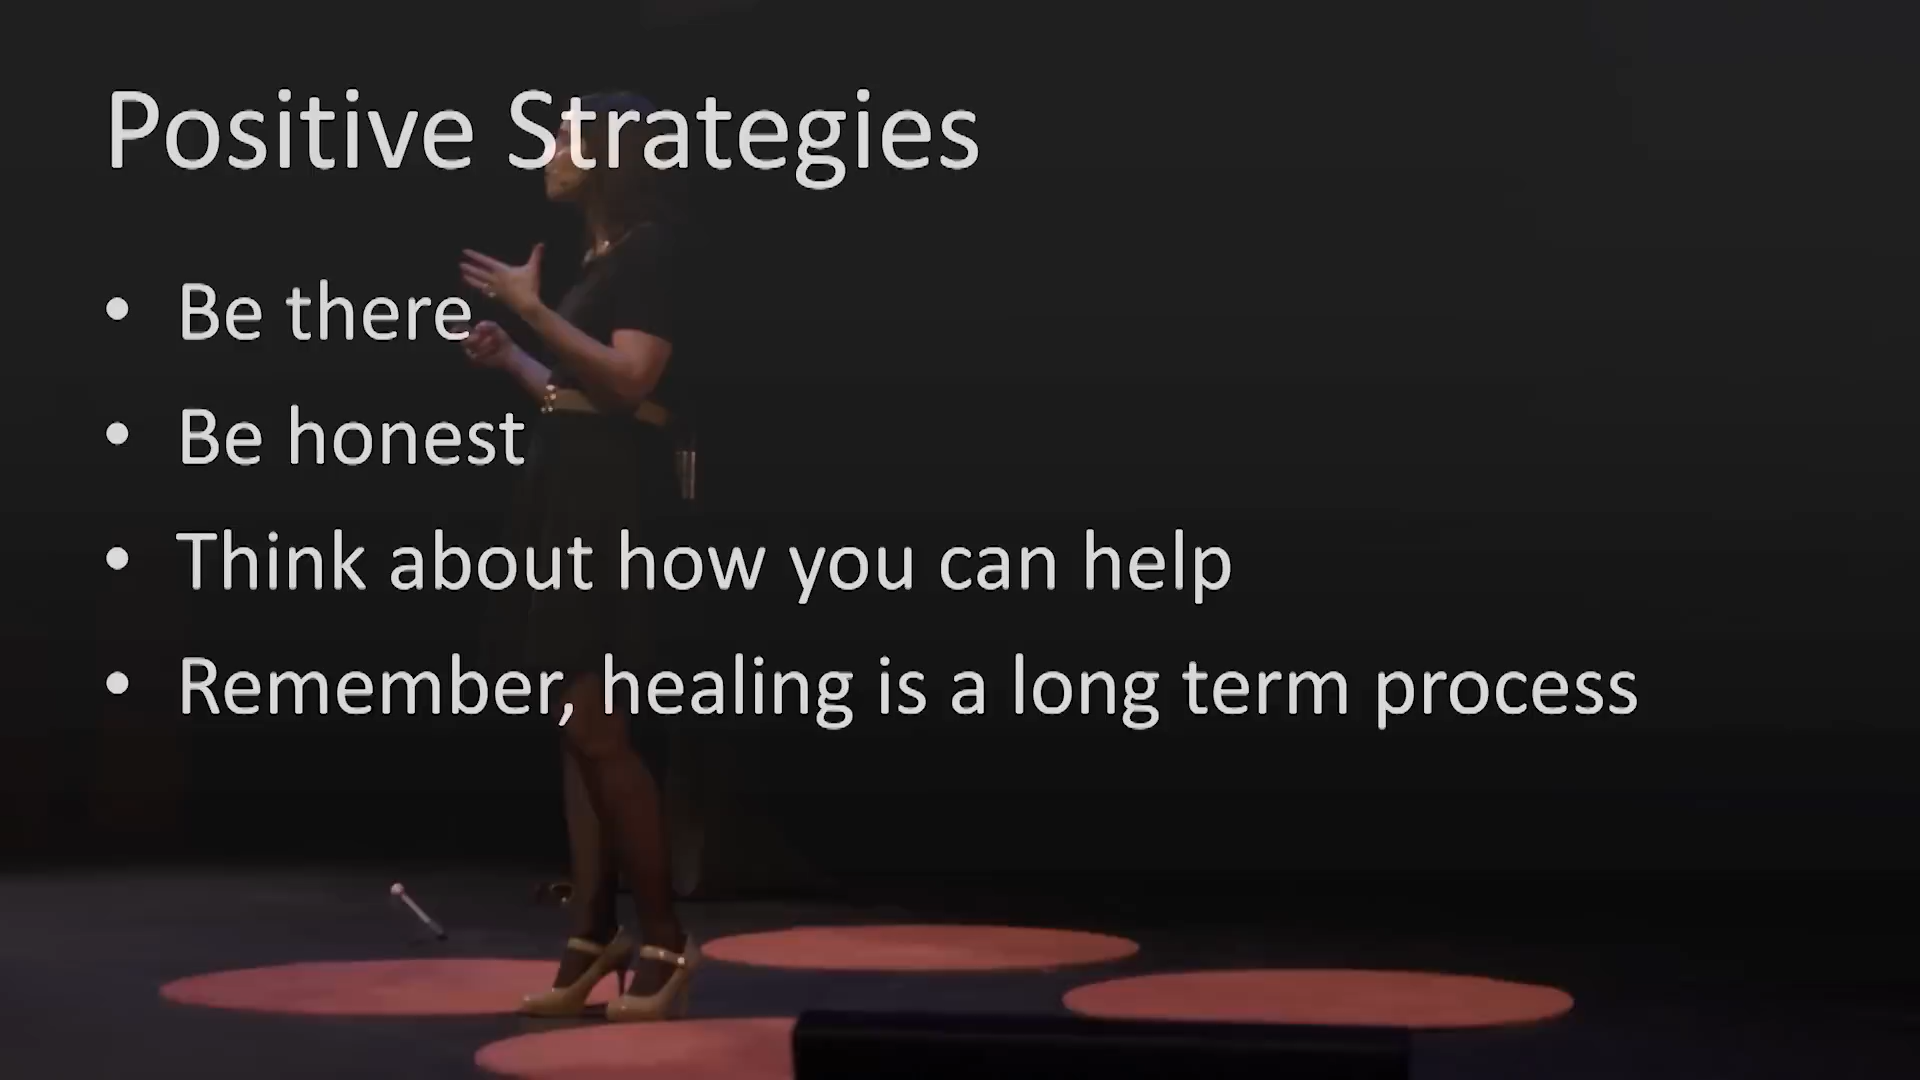 Positive Strategies
• Be there
• Be honest
• Think about how you can help
• Remember, healing is a long term process